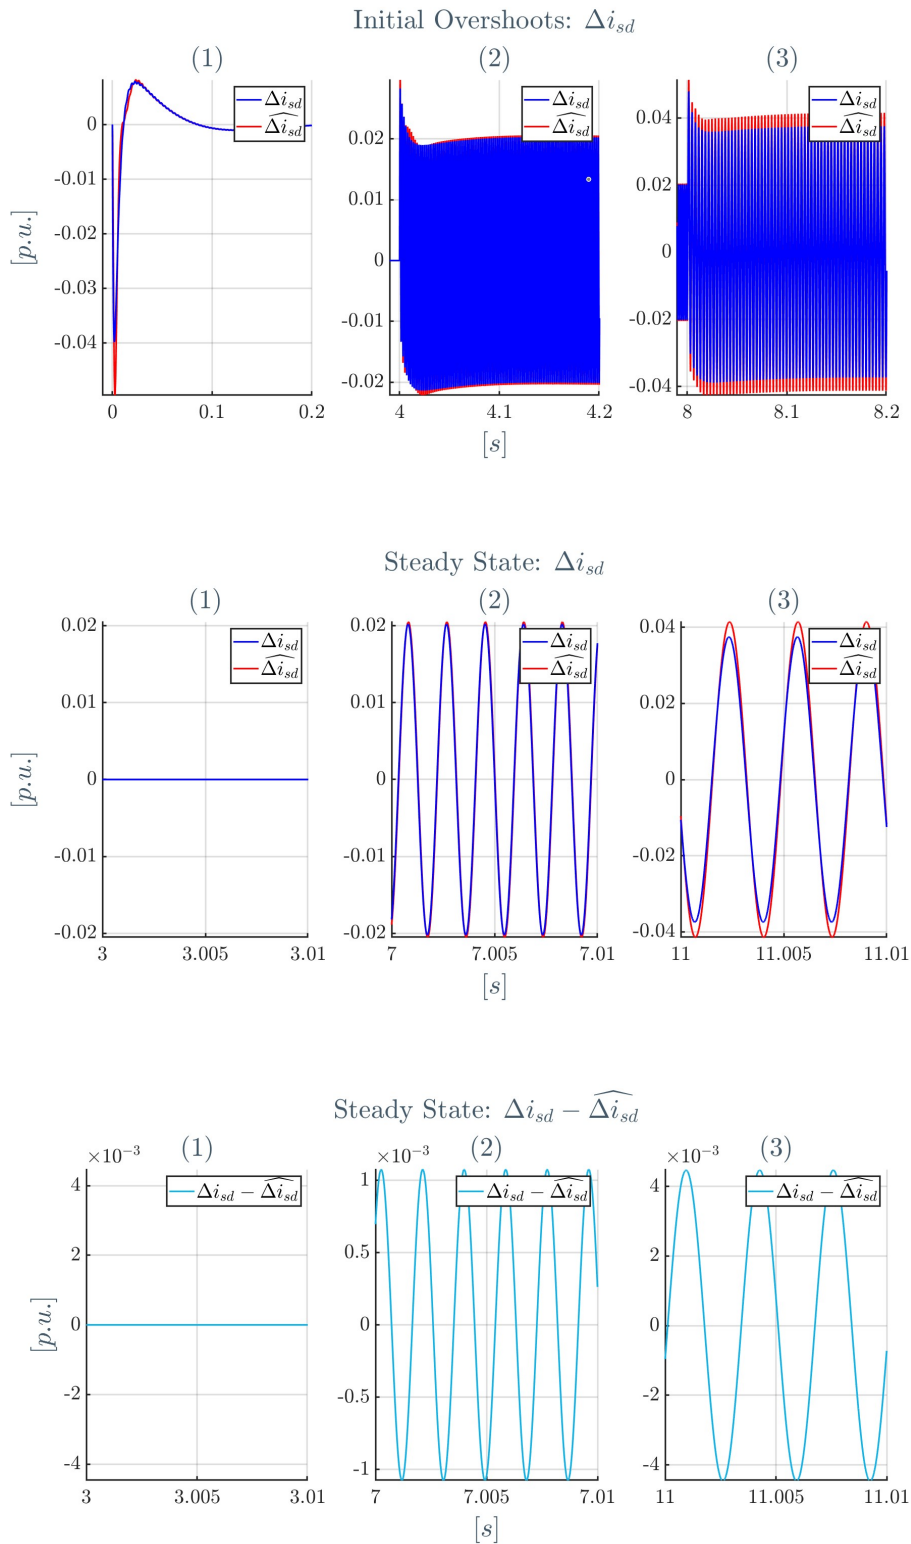 Initial Overshoots: Δi_sd
(1) (2) (3)
Δi_sd Δi_sd Δi_sd
\widehat{Δi_sd} \widehat{Δi_sd} \widehat{Δi_sd}
0 0.02 0.04
-0.01 0.01 0.02
-0.02 0 0
-0.03 -0.01 -0.02
-0.04 -0.02 -0.04
[p.u.]
0 0.1 0.2 4 4.1 4.2 8 8.1 8.2
[s]
Steady State: Δi_sd
(1) (2) (3)
Δi_sd Δi_sd Δi_sd
\widehat{Δi_sd} \widehat{Δi_sd} \widehat{Δi_sd}
0.02 0.02 0.04
0.01 0.01 0.02
0 0 0
-0.01 -0.01 -0.02
-0.02 -0.02 -0.04
[p.u.]
3 3.005 3.01 7 7.005 7.01 11 11.005 11.01
[s]
Steady State: Δi_sd − \widehat{Δi_sd}
(1) (2) (3)
×10⁻³ ×10⁻³ ×10⁻³
Δi_sd − \widehat{Δi_sd} Δi_sd − \widehat{Δi_sd} Δi_sd − \widehat{Δi_sd}
4 1 4
2 0.5 2
0 0 0
-2 -0.5 -2
-4 -1 -4
[p.u.]
3 3.005 3.01 7 7.005 7.01 11 11.005 11.01
[s]